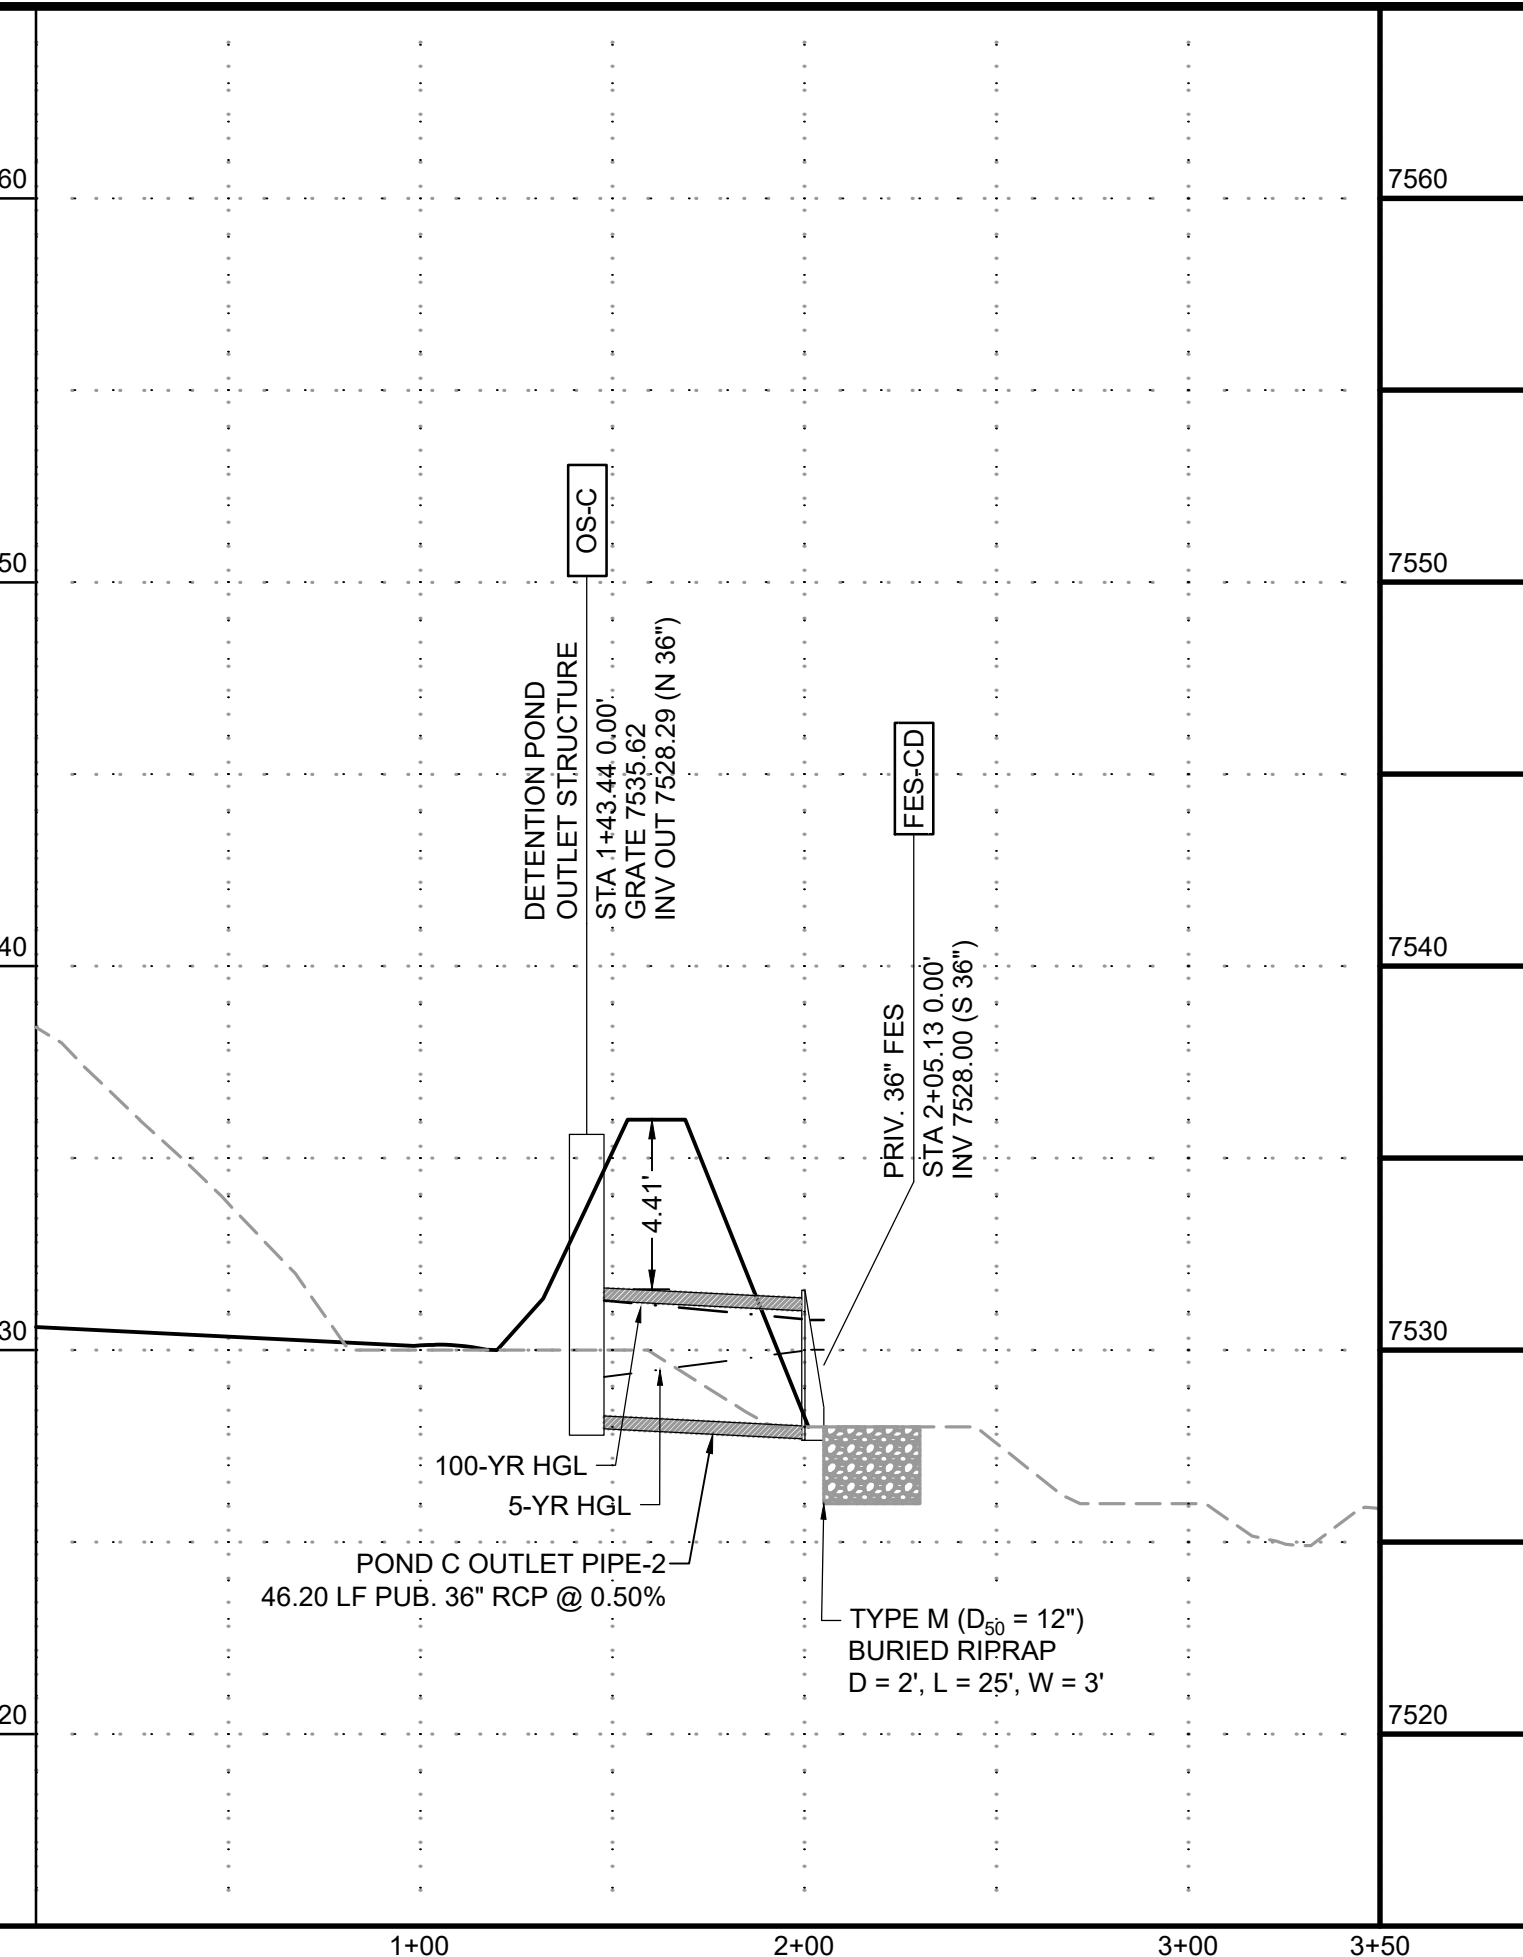 60
7560
50
7550
40
7540
30
7530
20
7520
OS-C
DETENTION POND
OUTLET STRUCTURE
STA 1+43.44 0.00'
GRATE 7535.62
INV OUT 7528.29 (N 36")
FES-CD
PRIV. 36" FES
STA 2+05.13 0.00'
INV 7528.00 (S 36")
4.41'
100-YR HGL
5-YR HGL
POND C OUTLET PIPE-2
46.20 LF PUB. 36" RCP @ 0.50%
TYPE M (D50 = 12")
BURIED RIPRAP
D = 2', L = 25', W = 3'
1+00
2+00
3+00
3+50